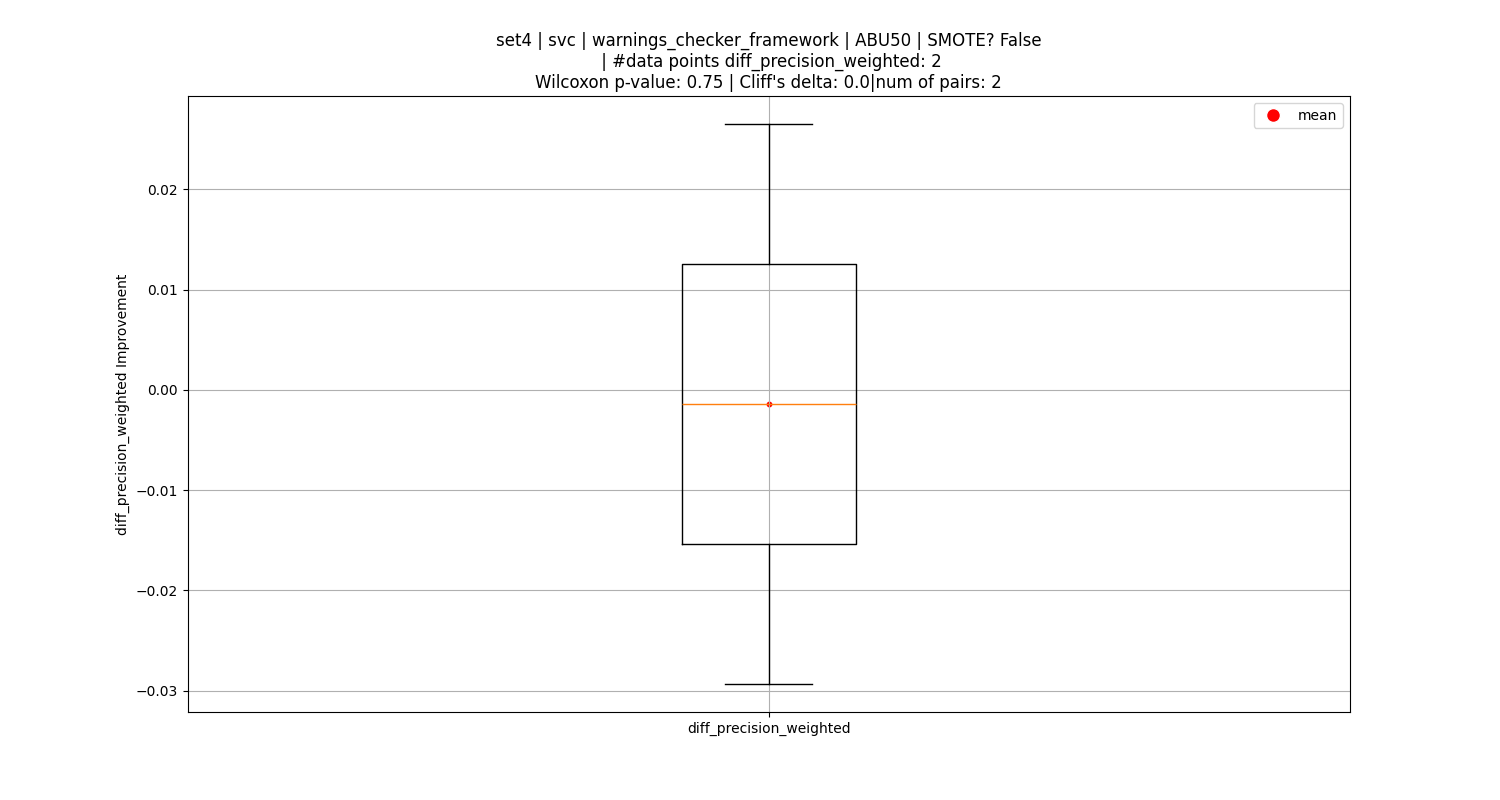 set4 | svc | warnings_checker_framework | ABU50 | SMOTE? False
| #data points diff_precision_weighted: 2
Wilcoxon p-value: 0.75 | Cliff's delta: 0.0|num of pairs: 2
mean
0.02
0.01
0.00
−0.01
−0.02
−0.03
diff_precision_weighted Improvement
diff_precision_weighted